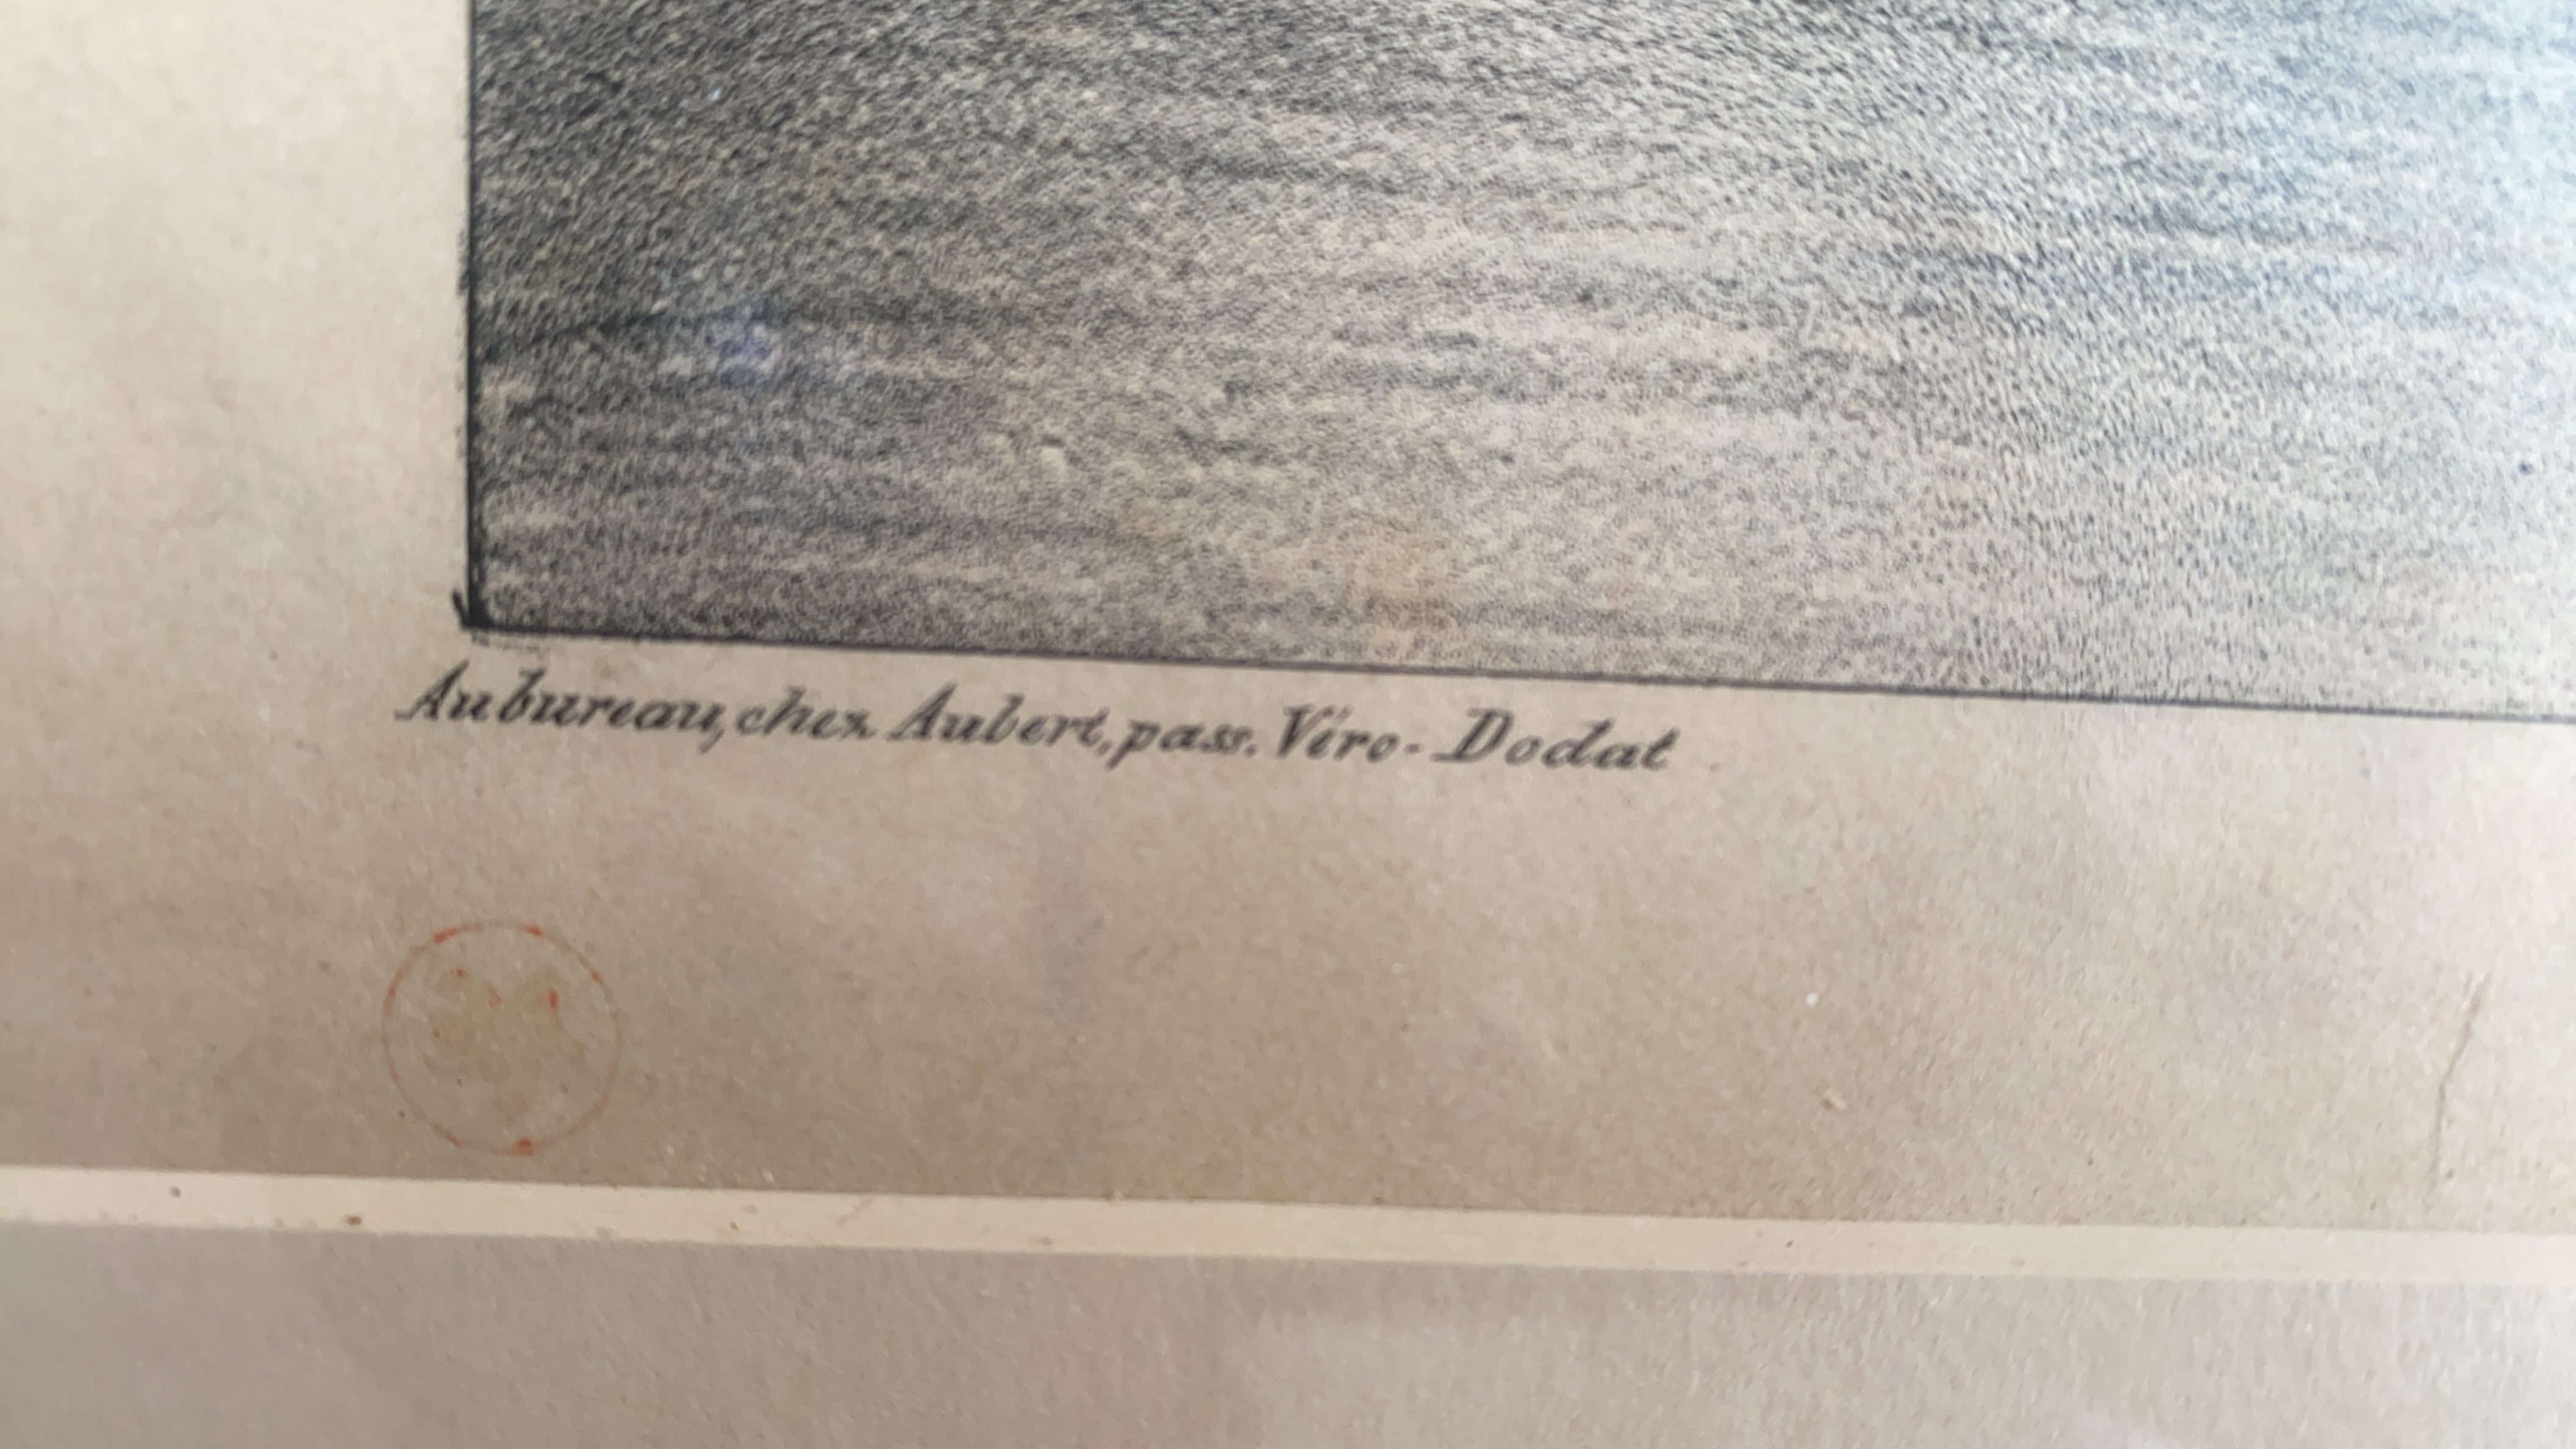 Au bureau, chez Aubert, pass. Véro-Dodat